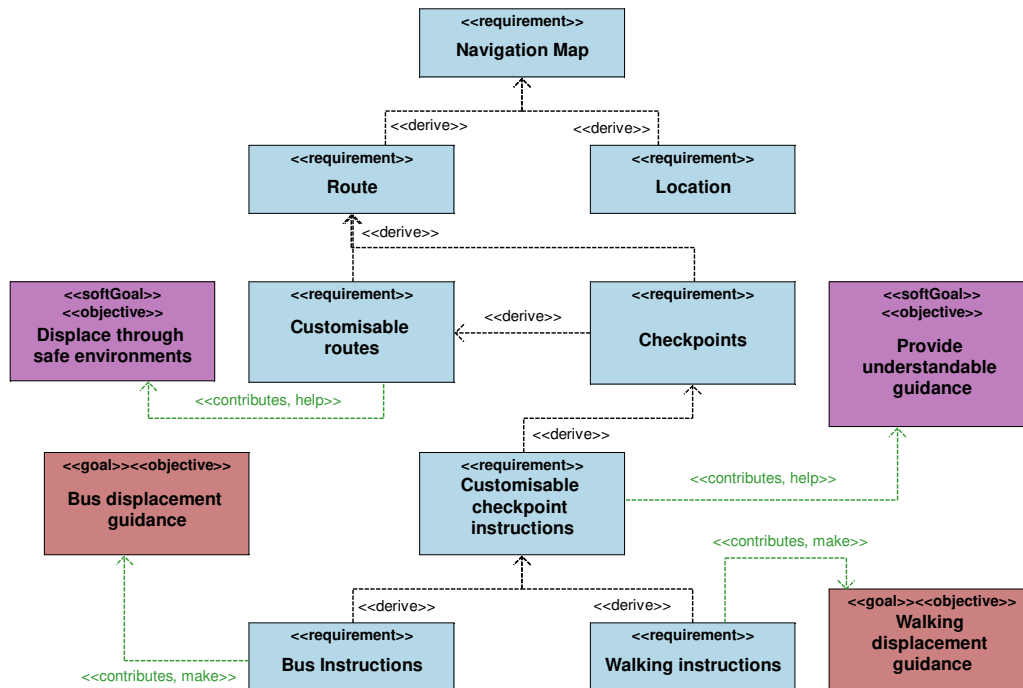 <<requirement>>
Navigation Map
<<derive>>
<<derive>>
<<requirement>>
Route
<<requirement>>
Location
<<derive>>
<<softGoal>>
<<objective>>
Displace through
safe environments
<<requirement>>
Customisable
routes
<<derive>>
<<requirement>>
Checkpoints
<<softGoal>>
<<objective>>
Provide
understandable
guidance
<<contributes, help>>
<<derive>>
<<goal>><<objective>>
Bus displacement
guidance
<<requirement>>
Customisable
checkpoint
instructions
<<contributes, help>>
<<contributes, make>>
<<derive>>
<<derive>>
<<goal>><<objective>>
Walking
displacement
guidance
<<requirement>>
Bus Instructions
<<requirement>>
Walking instructions
<<contributes, make>>